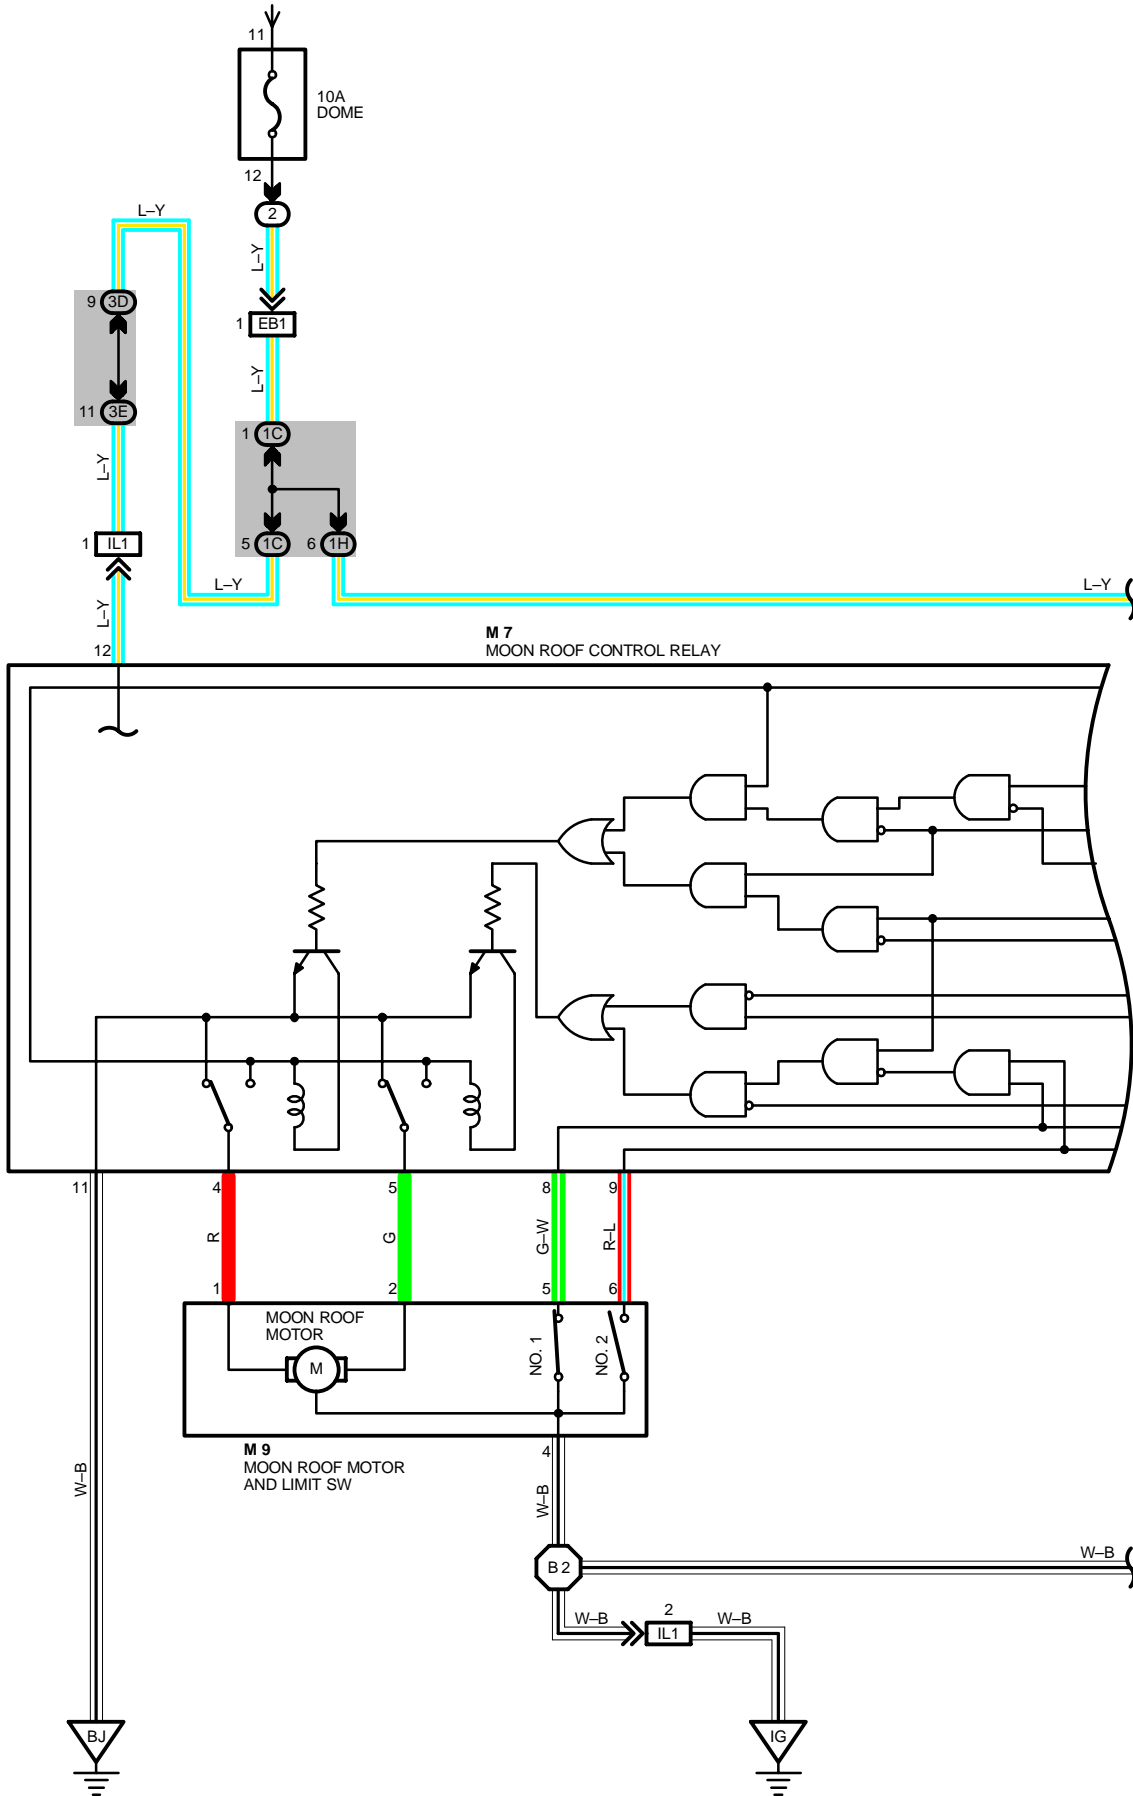 11
10A
DOME
12
2
L–Y
L–Y
9 3D
1 EB1
L–Y
11 3E
1 1C
L–Y
1 IL1
5 1C
6 1H
L–Y
L–Y
L–Y
12
M 7
MOON ROOF CONTROL RELAY
11
4
5
8
9
R
G
G–W
R–L
1
2
5
6
MOON ROOF
MOTOR
M
NO. 1
NO. 2
M 9
MOON ROOF MOTOR
AND LIMIT SW
4
W–B
W–B
B 2
W–B
W–B
2
IL1
W–B
BJ
IG